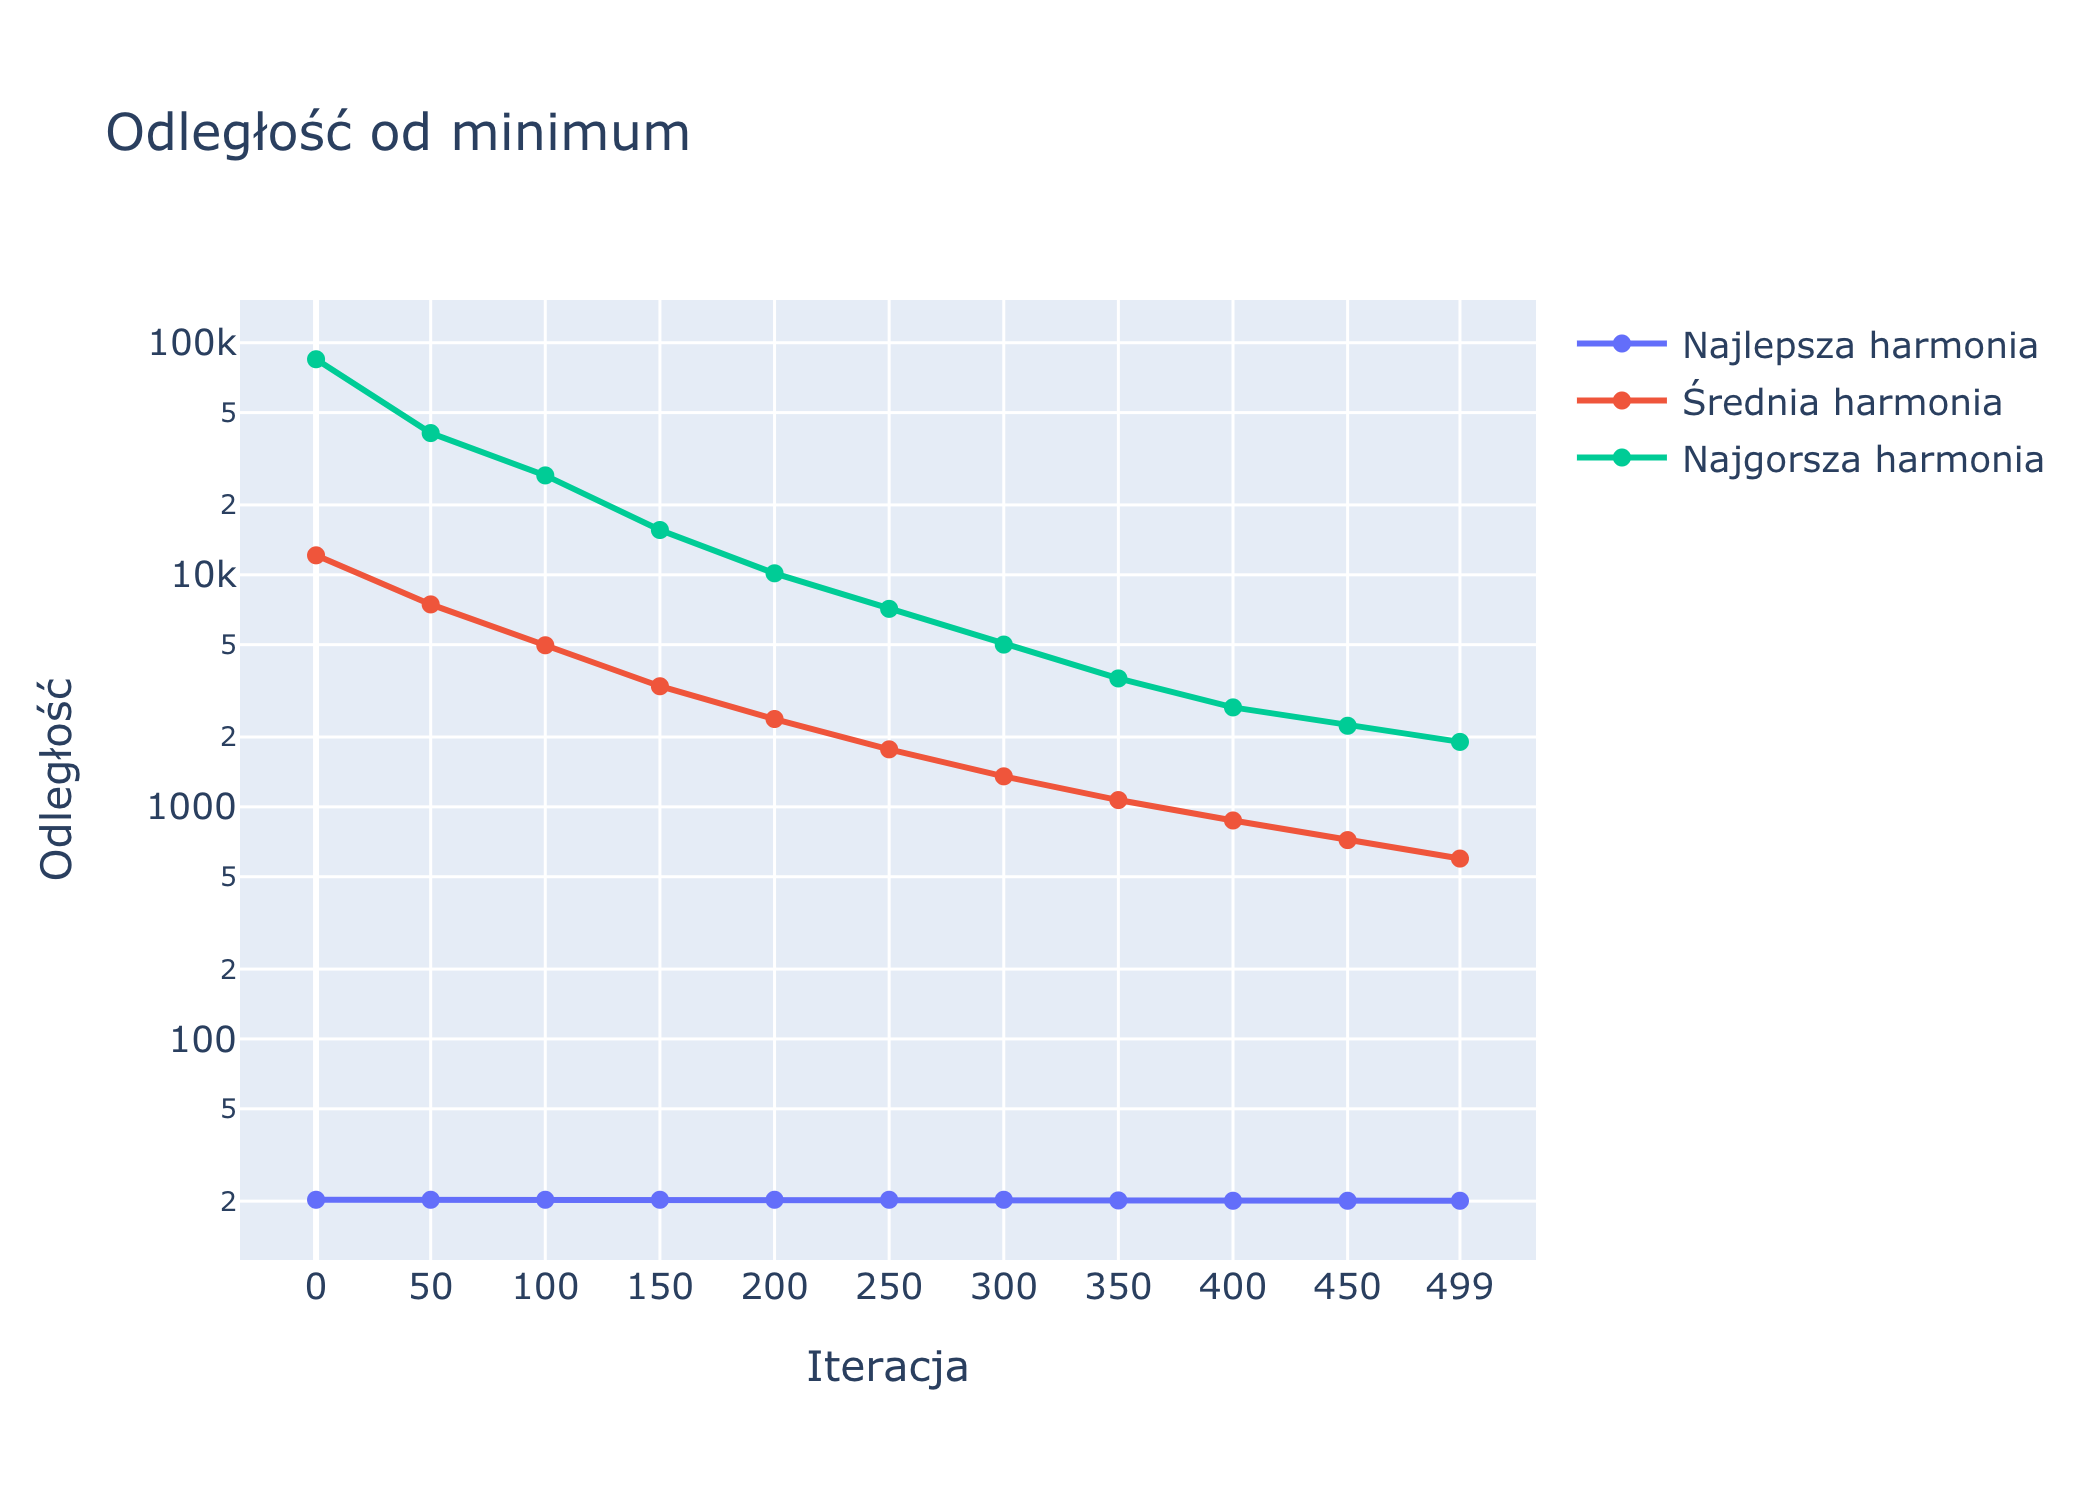 Odległość od minimum
Najlepsza harmonia
Średnia harmonia
Najgorsza harmonia
100k
5
2
10k
5
2
1000
5
2
100
5
2
Odległość
0 50 100 150 200 250 300 350 400 450 499
Iteracja